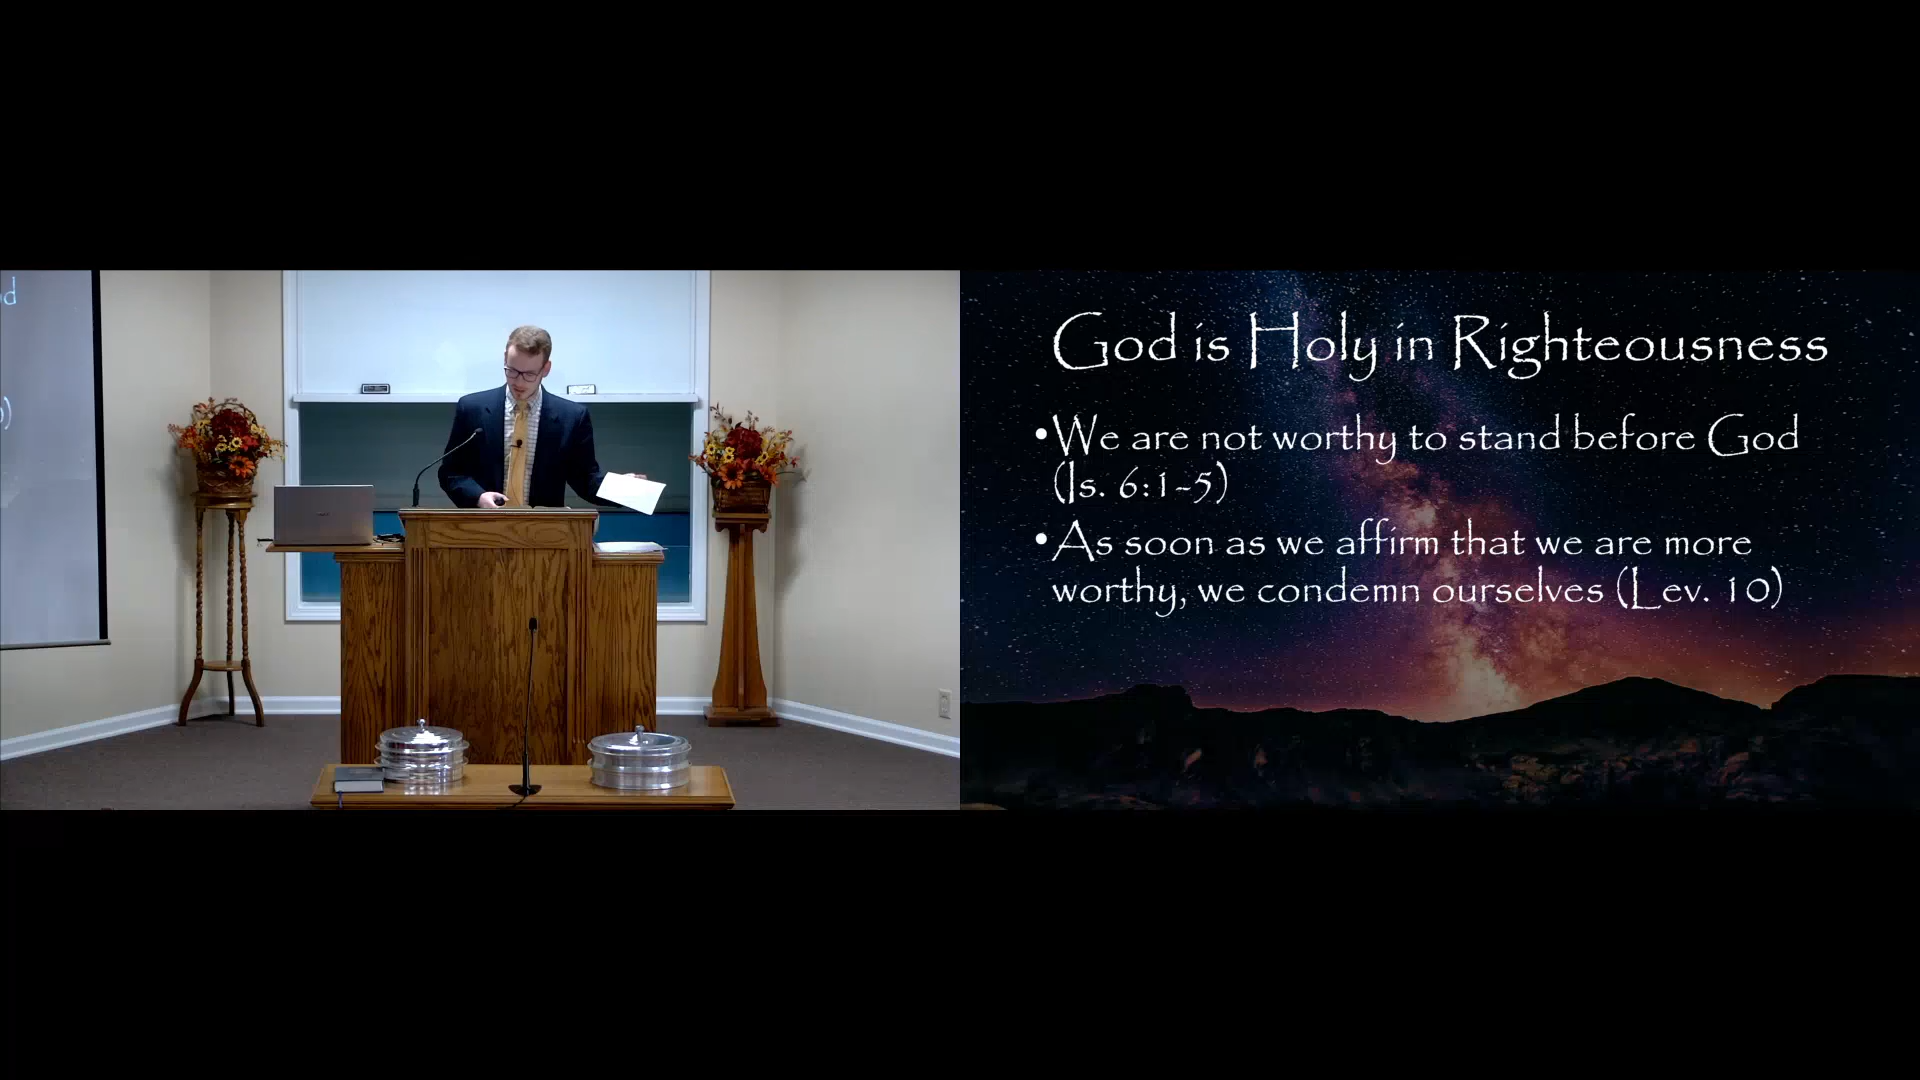 d
)
God is Holy in Righteousness
•We are not worthy to stand before God
(Is. 6:1-5)
•As soon as we affirm that we are more
worthy, we condemn ourselves (Lev. 10)